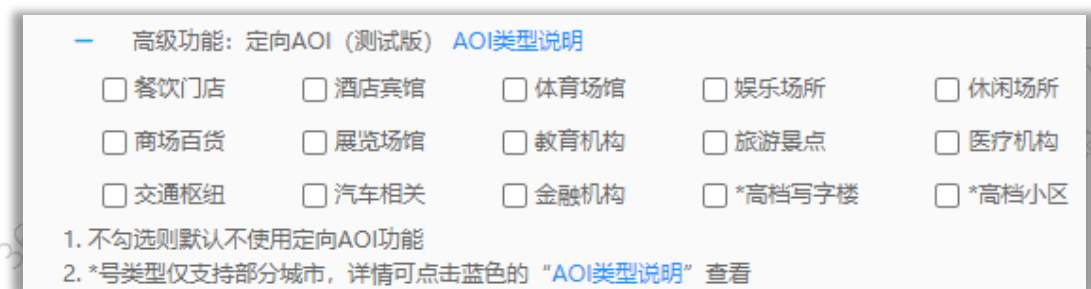 高级功能：定向AOI（测试版） AOI类型说明
餐饮门店 酒店宾馆 体育场馆 娱乐场所 休闲场所
商场百货 展览场馆 教育机构 旅游景点 医疗机构
交通枢纽 汽车相关 金融机构 *高档写字楼 *高档小区
1. 不勾选则默认不使用定向AOI功能
2. *号类型仅支持部分城市，详情可点击蓝色的“AOI类型说明”查看